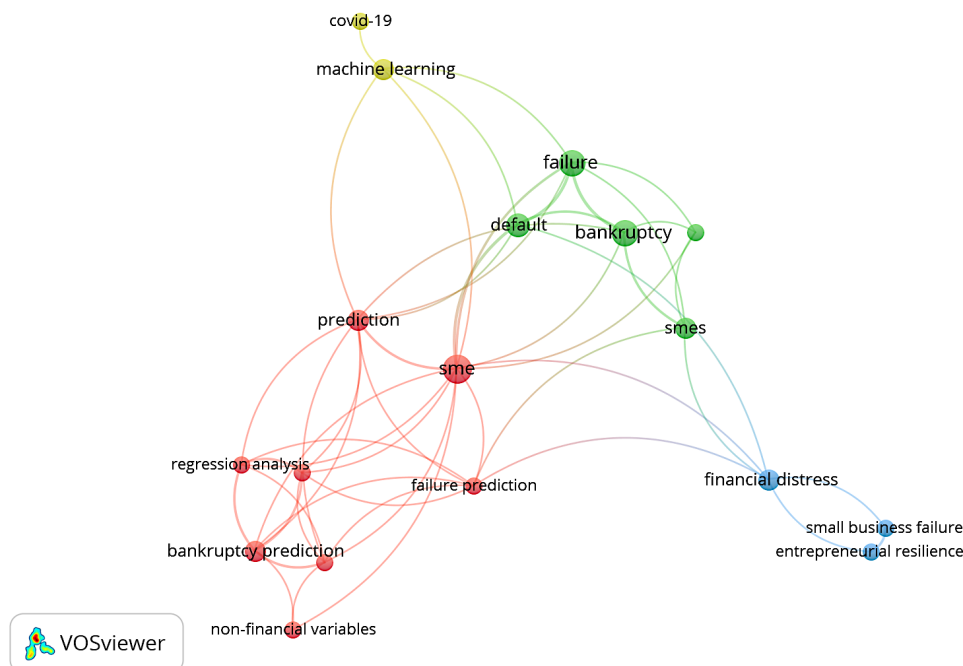 covid-19
machine learning
failure
default
bankruptcy
prediction
smes
sme
regression analysis
failure prediction
financial distress
small business failure
bankruptcy prediction
entrepreneurial resilience
non-financial variables
VOSviewer